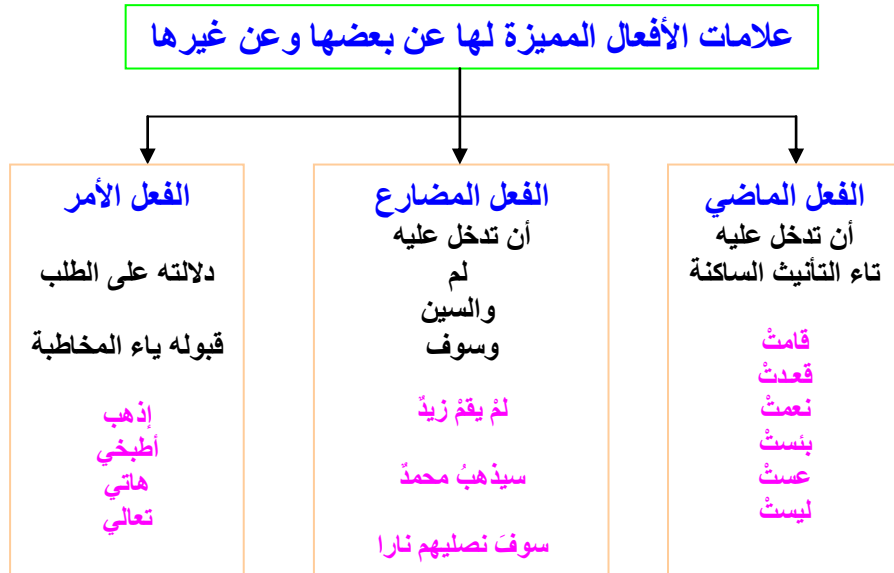 علامات الأفعال المميزة لها عن بعضها وعن غيرها
الفعل الماضي
أن تدخل عليه
تاء التأنيث الساكنة
قامتْ
قعدتْ
نعمتْ
بئستْ
عستْ
ليستْ
الفعل المضارع
أن تدخل عليه
لم
والسين
وسوف
لمْ يقمْ زيدٌ
سيذهبُ محمدٌ
سوفَ نصليهم نارا
الفعل الأمر
دلالته على الطلب
قبوله ياء المخاطبة
إذهب
أطبخي
هاتي
تعالي